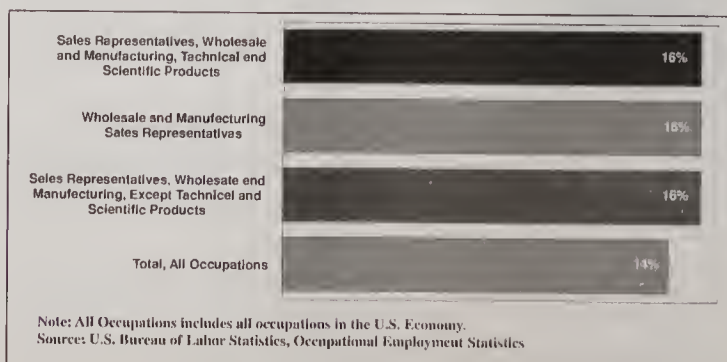 Sales Representatives, Wholesale
and Manufacturing, Technical end
Scientific Products
16%
Wholesale and Manufacturing
Sales Representatives
16%
Sales Representatives, Wholesale end
Manufacturing, Except Technical and
Scientific Products
16%
Total, All Occupations
14%
Note: All Occupations includes all occupations in the U.S. Economy.
Source: U.S. Bureau of Labor Statistics, Occupational Employment Statistics